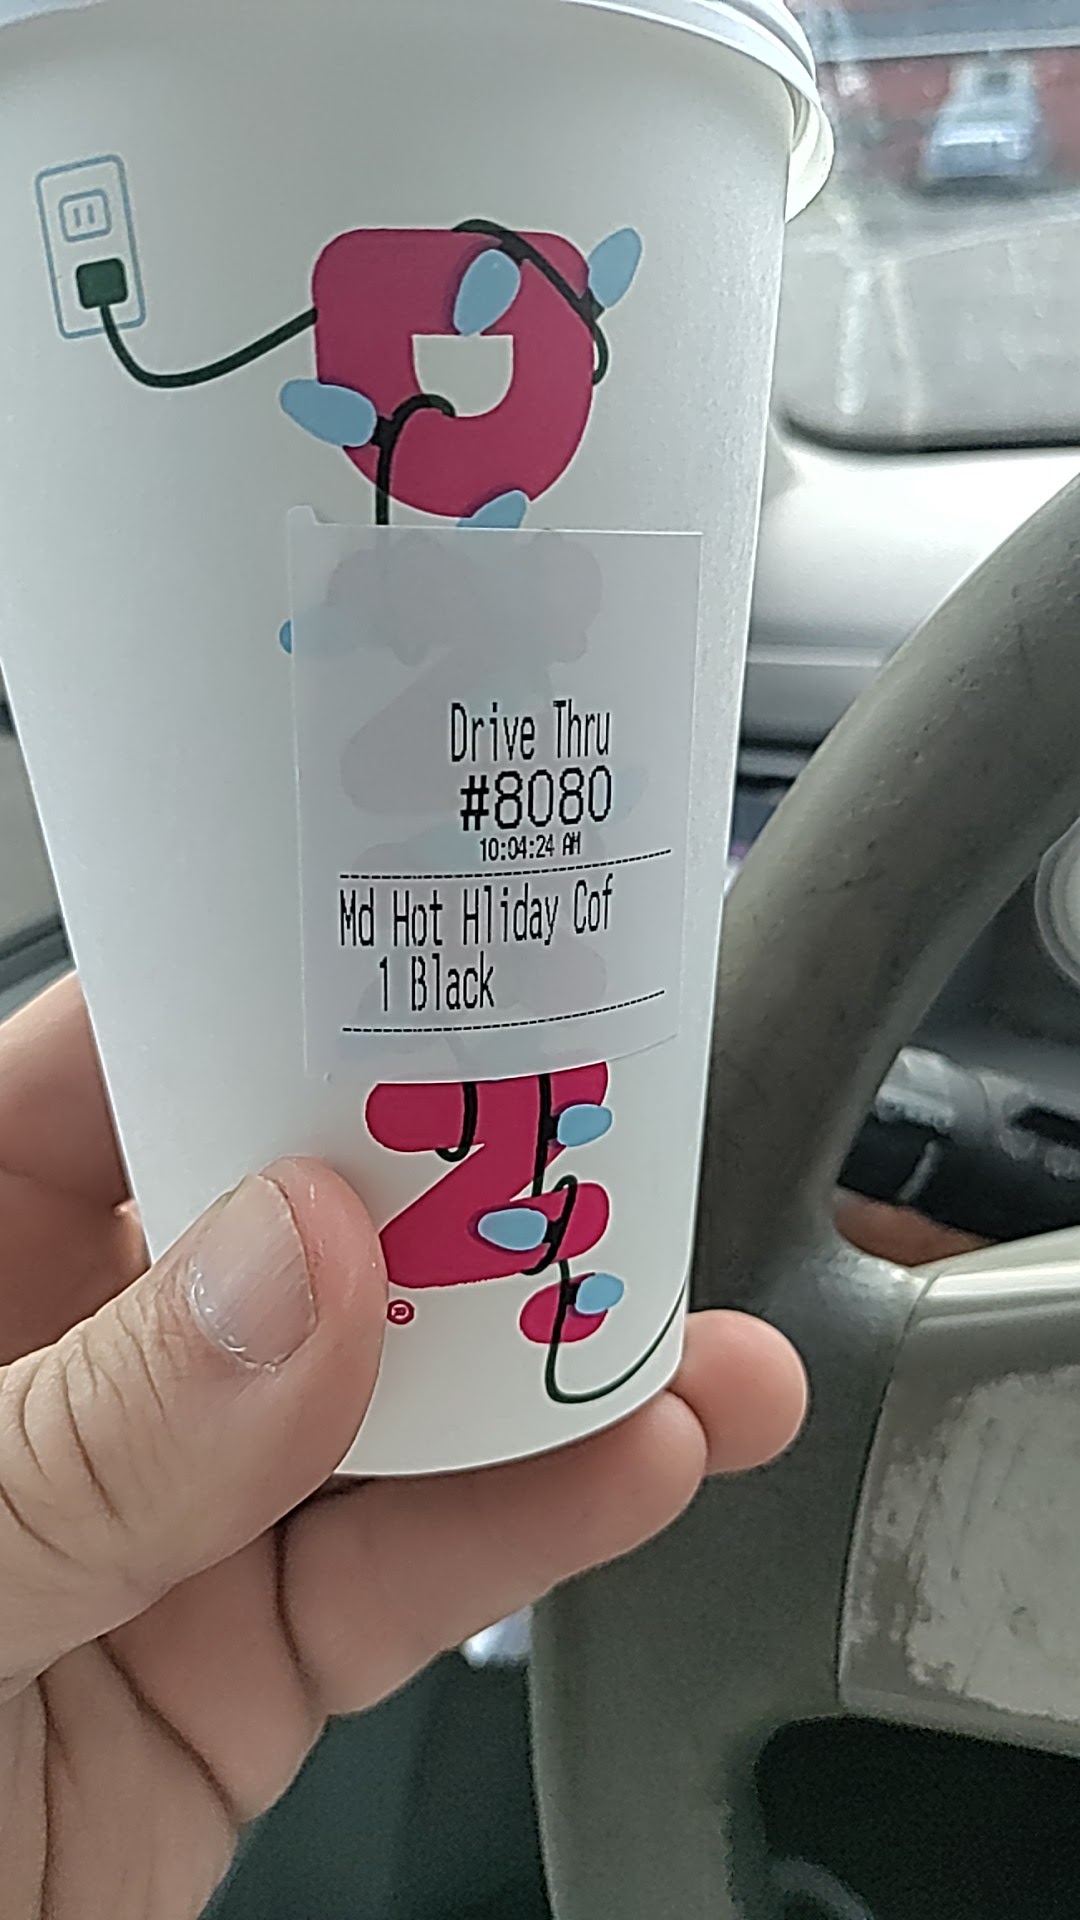 Drive Thru
#8080
10:04:24 AM
Md Hot Hliday Cof
1 Black
®